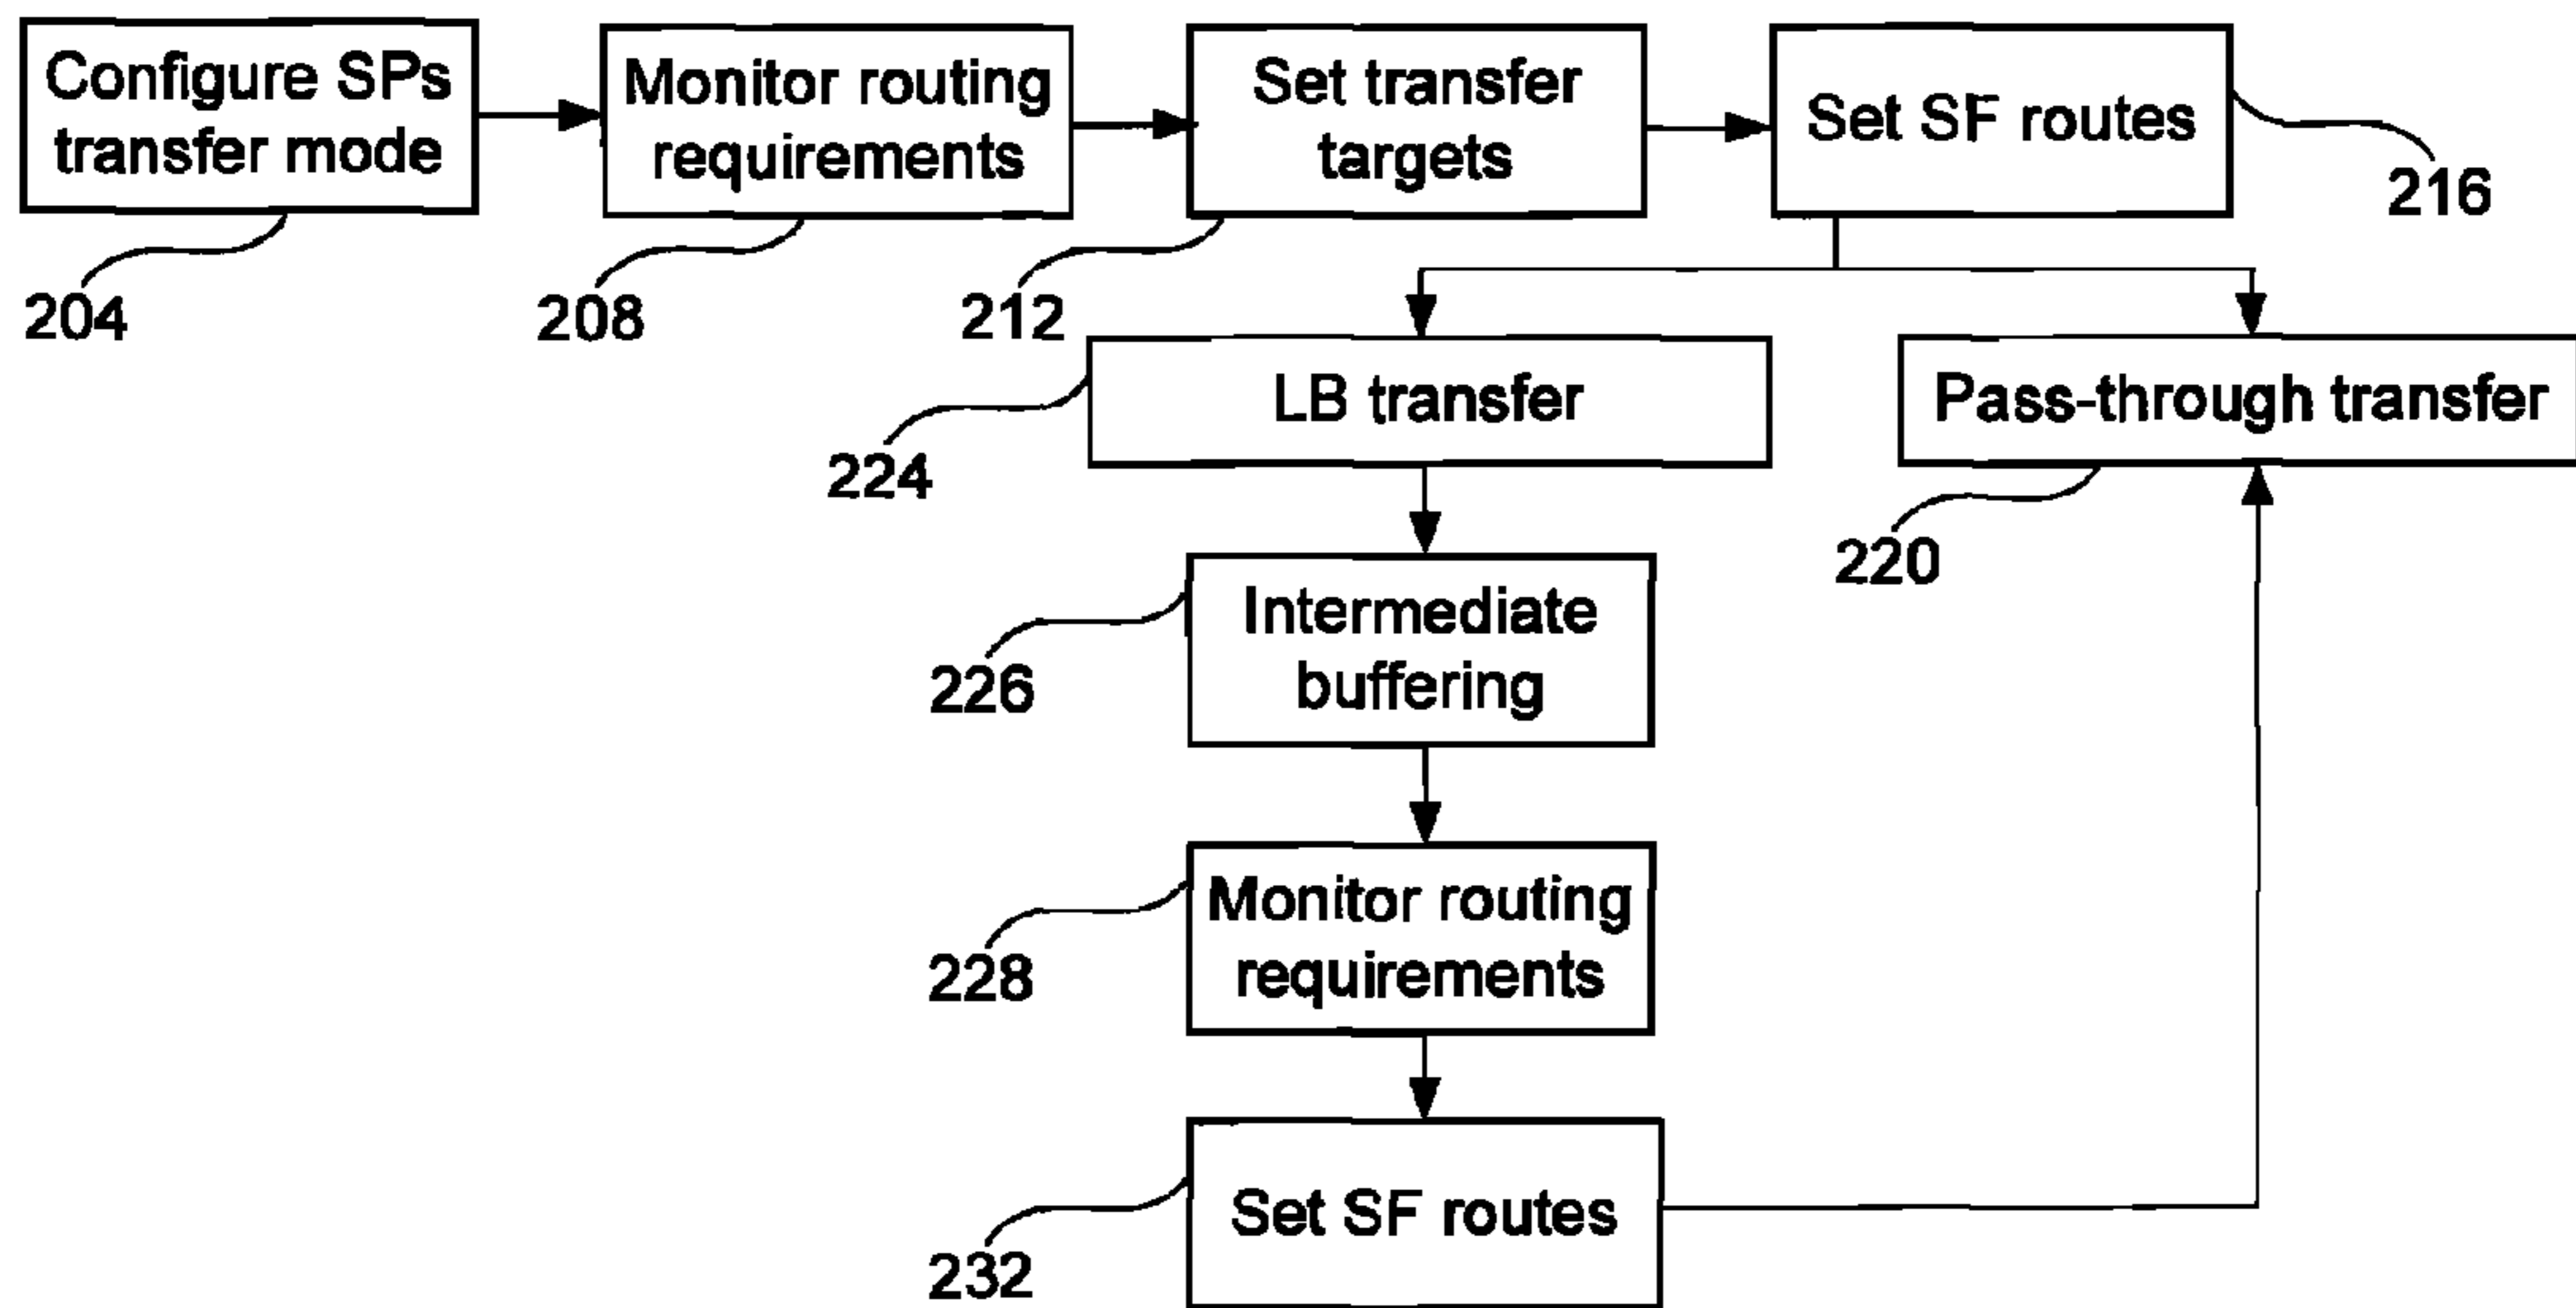 Configure SPs
transfer mode
Monitor routing
requirements
Set transfer
targets
Set SF routes
216
204
208
212
LB transfer
Pass-through transfer
224
220
Intermediate
buffering
226
Monitor routing
requirements
228
Set SF routes
232